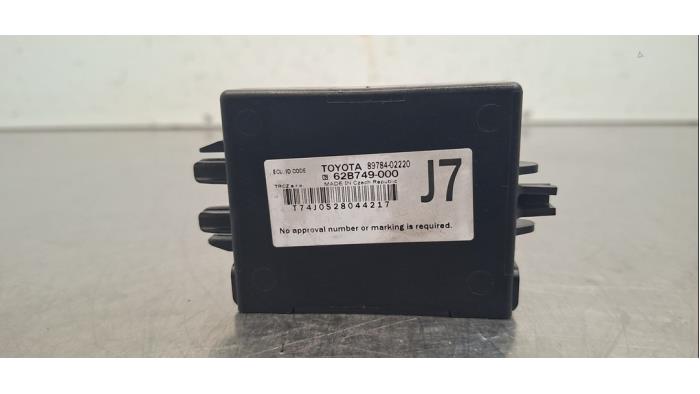 ECU, ID CODE TOYOTA 89784-02220
62B749-000
TRCZ s.r.o. MADE IN Czech Republic
T74J0S28044217
J7
No approval number or marking is required.